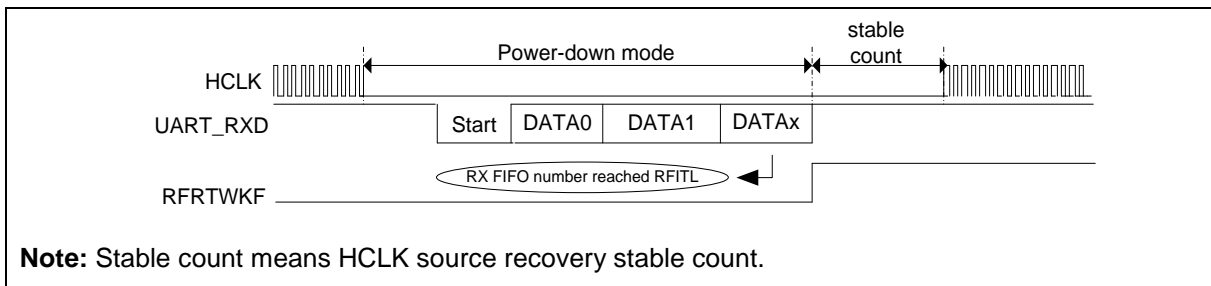 stable
count
Power-down mode
HCLK
UART_RXD
Start DATA0 DATA1 DATAx
RX FIFO number reached RFITL
RFRTWKF
Note: Stable count means HCLK source recovery stable count.